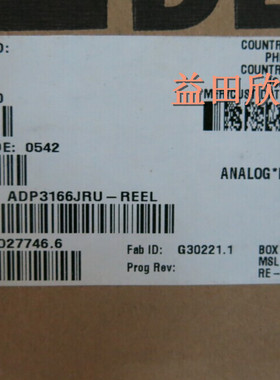 D:
COUNTR
PH
COUNTR
益田欣
0
DE: 0542
ANALOG*
ADP3166JRU-REEL
027746.6
Fab ID: G30221.1
BOX
Prog Rev:
MSL
RE-